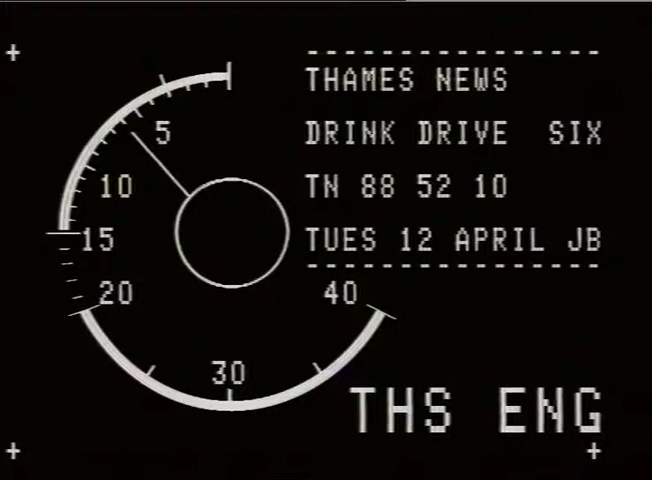 THAMES NEWS
DRINK DRIVE SIX
TN 88 52 10
TUES 12 APRIL JB
5
10
15
20
30
40
THS ENG